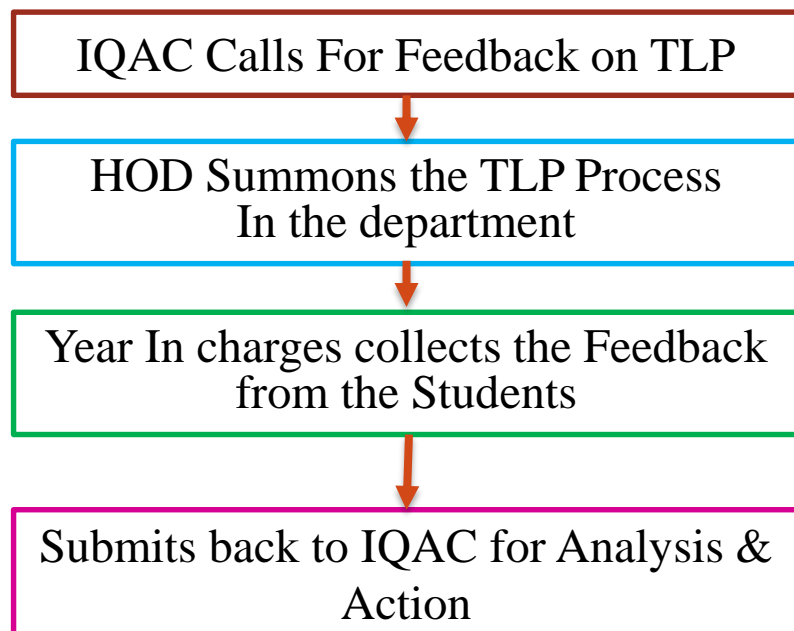 IQAC Calls For Feedback on TLP
HOD Summons the TLP Process
In the department
Year In charges collects the Feedback
from the Students
Submits back to IQAC for Analysis &
Action